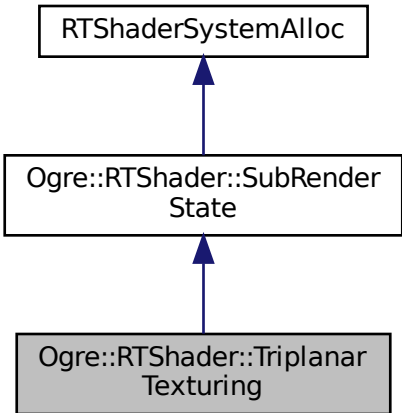 RTShaderSystemAlloc
Ogre::RTShader::SubRender
State
Ogre::RTShader::Triplanar
Texturing